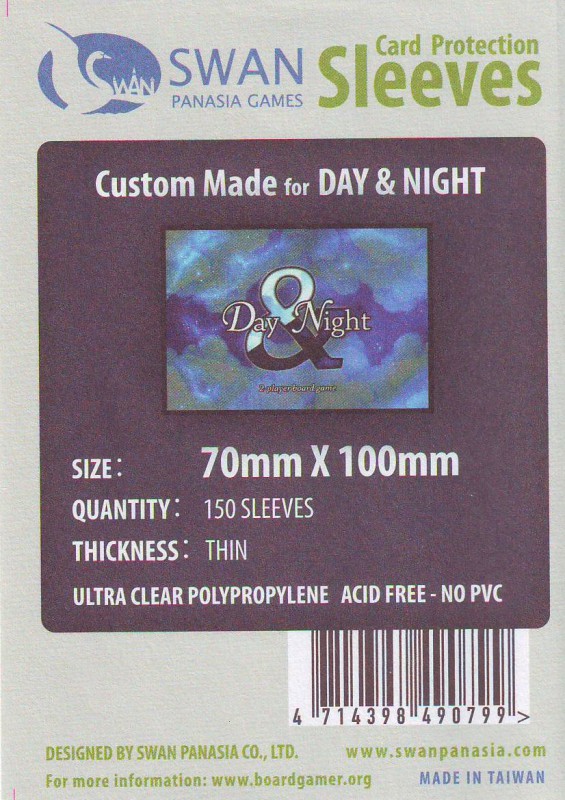 SWAN
SWAN
PANASIA GAMES
Card Protection
Sleeves
Custom Made for DAY & NIGHT
Day & Night
2-player board game
SIZE: 70mm X 100mm
QUANTITY: 150 SLEEVES
THICKNESS: THIN
ULTRA CLEAR POLYPROPYLENE ACID FREE - NO PVC
4 714398 490799 >
DESIGNED BY SWAN PANASIA CO., LTD. www.swanpanasia.com
For more information: www.boardgamer.org MADE IN TAIWAN